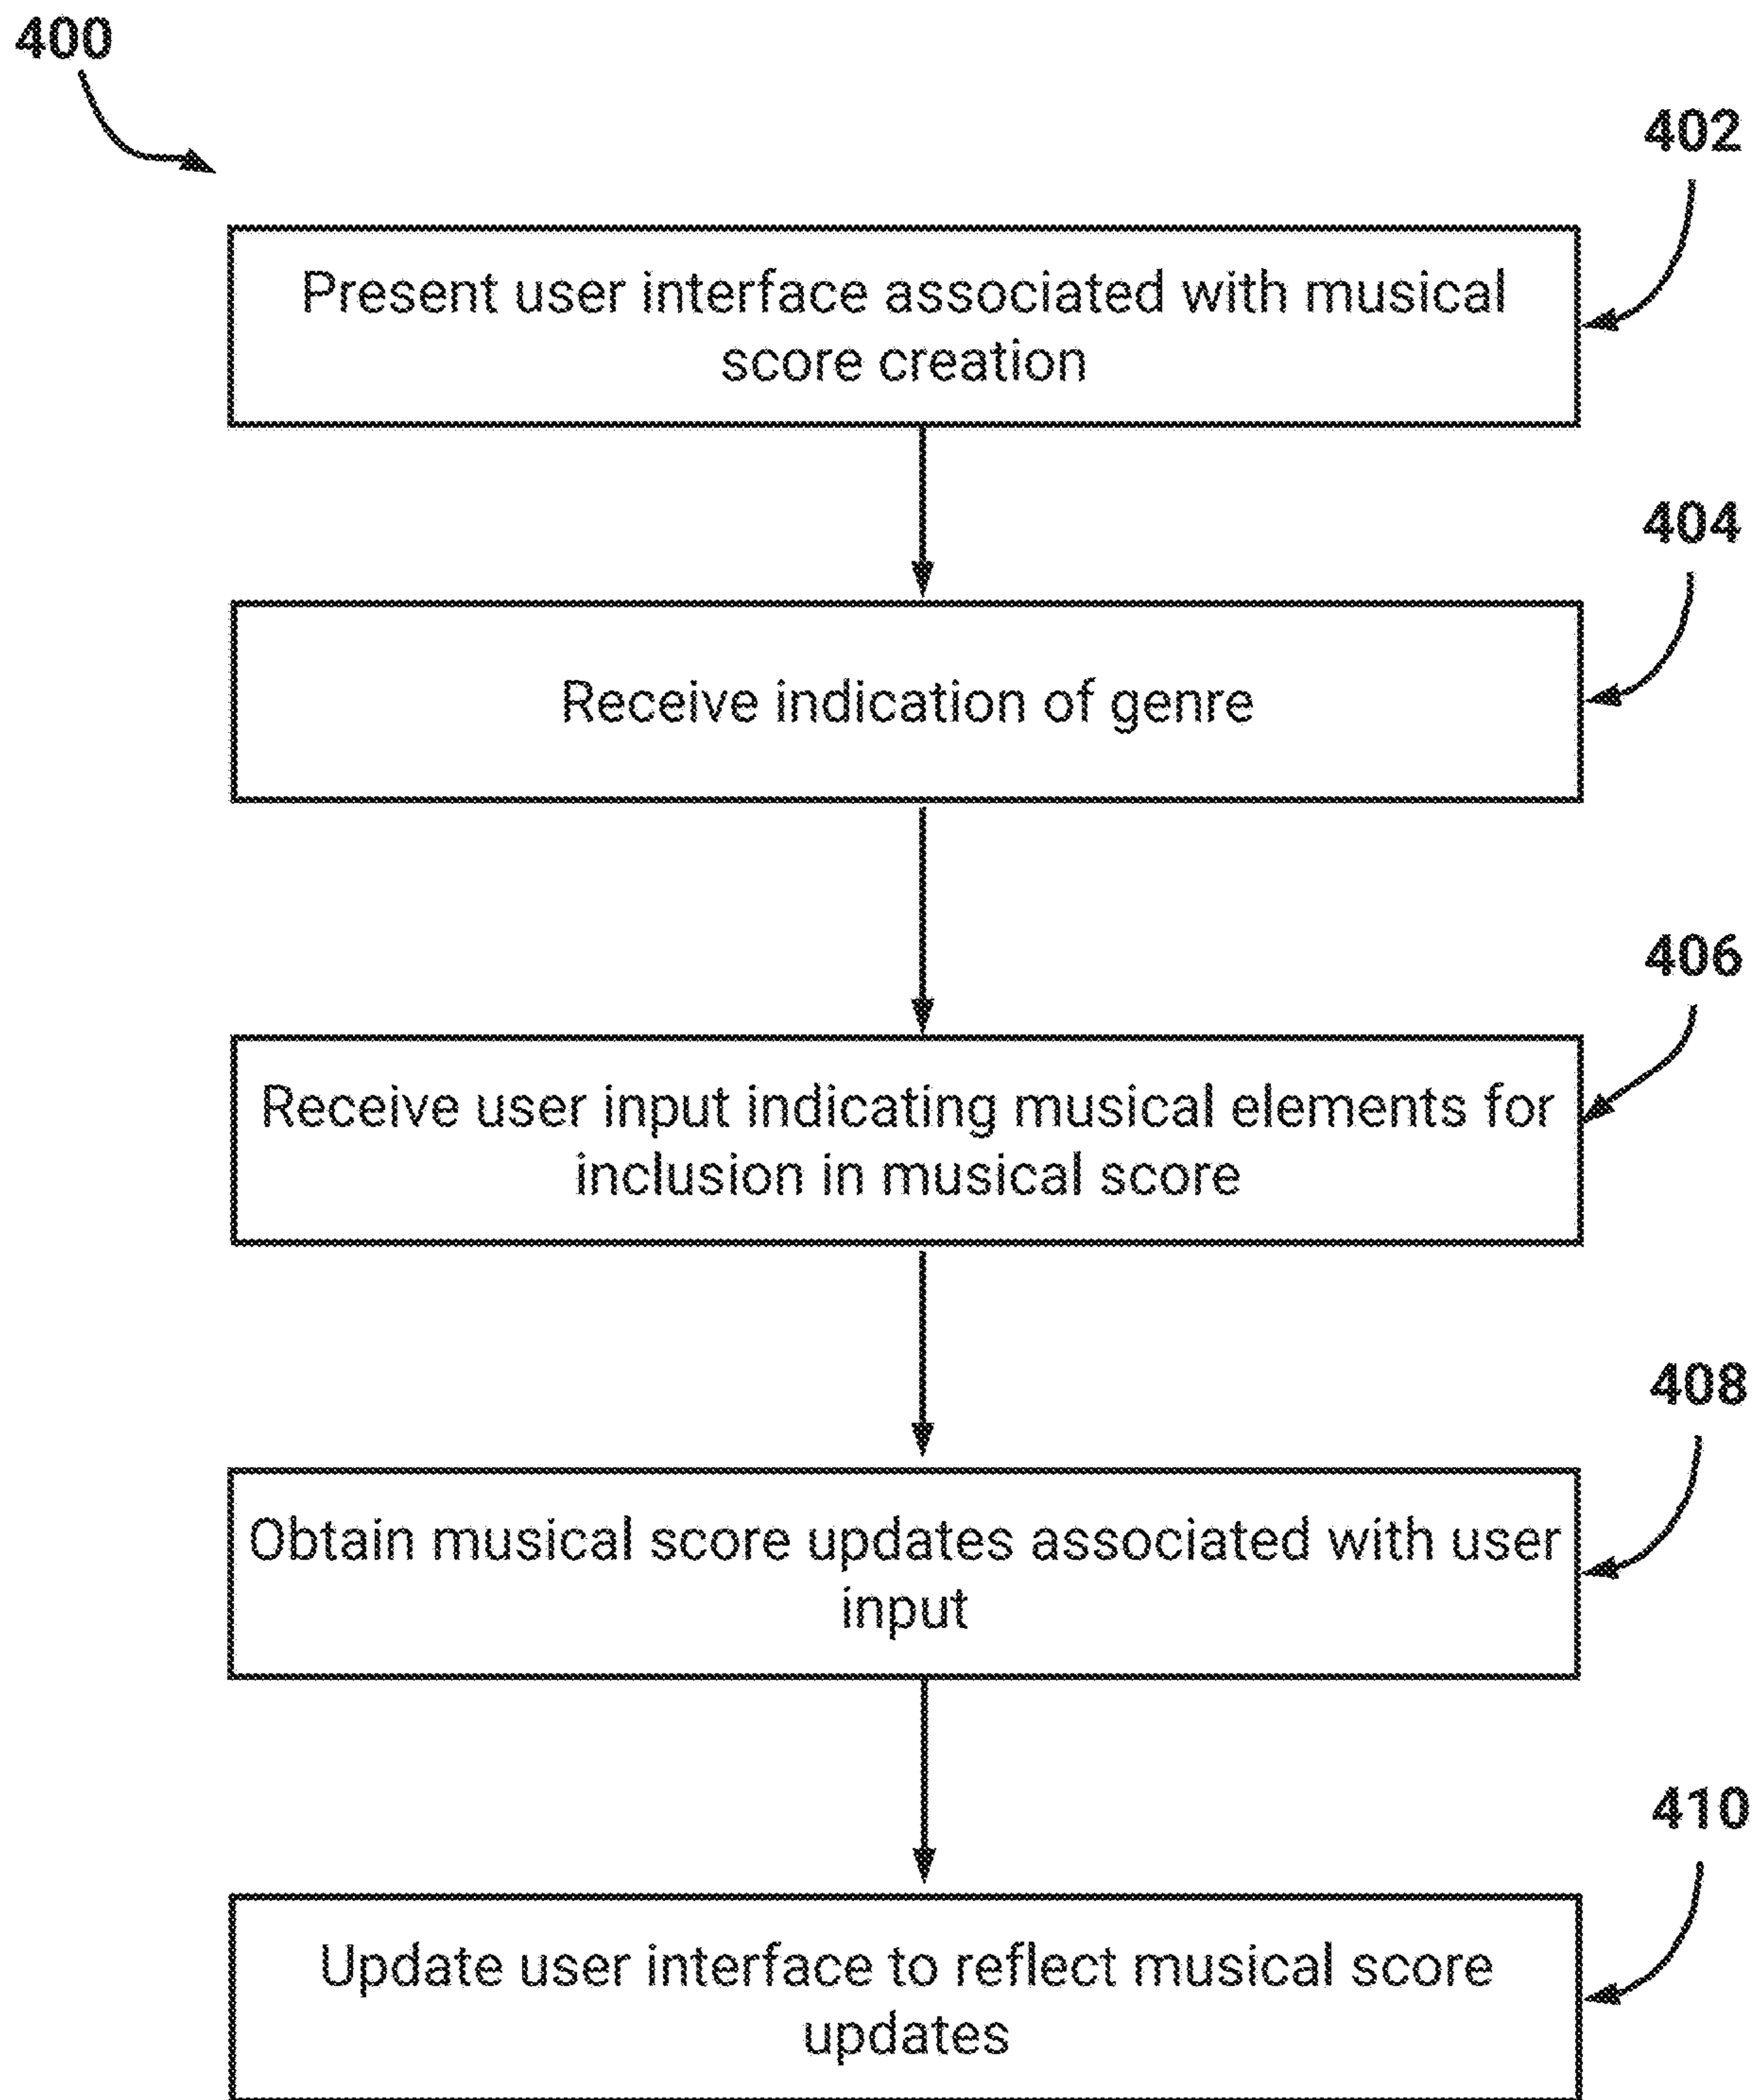 400
402
Present user interface associated with musical
score creation
404
Receive indication of genre
406
Receive user input indicating musical elements for
inclusion in musical score
408
Obtain musical score updates associated with user
input
410
Update user interface to reflect musical score
updates